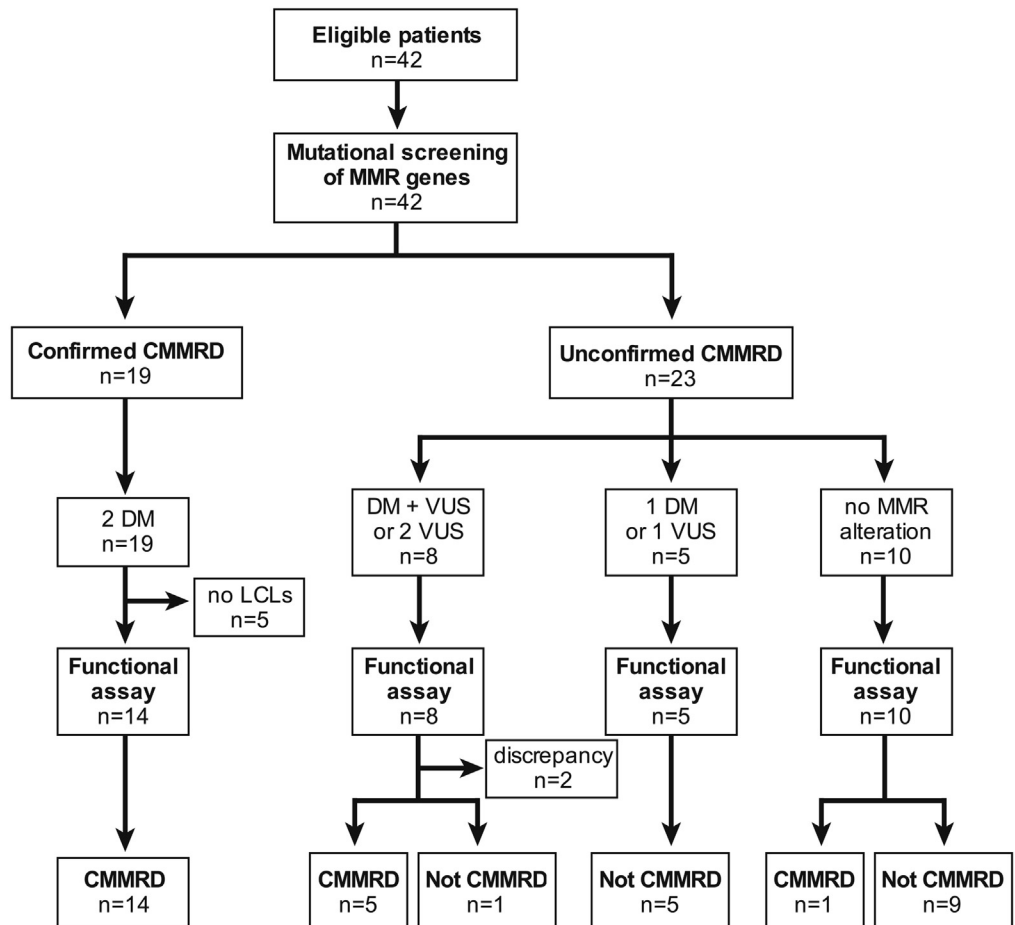 Eligible patients
n=42
Mutational screening
of MMR genes
n=42
Confirmed CMMRD
n=19
Unconfirmed CMMRD
n=23
2 DM
n=19
DM + VUS
or 2 VUS
n=8
1 DM
or 1 VUS
n=5
no MMR
alteration
n=10
no LCLs
n=5
Functional
assay
n=14
Functional
assay
n=8
Functional
assay
n=5
Functional
assay
n=10
discrepancy
n=2
CMMRD
n=14
CMMRD
n=5
Not CMMRD
n=1
Not CMMRD
n=5
CMMRD
n=1
Not CMMRD
n=9